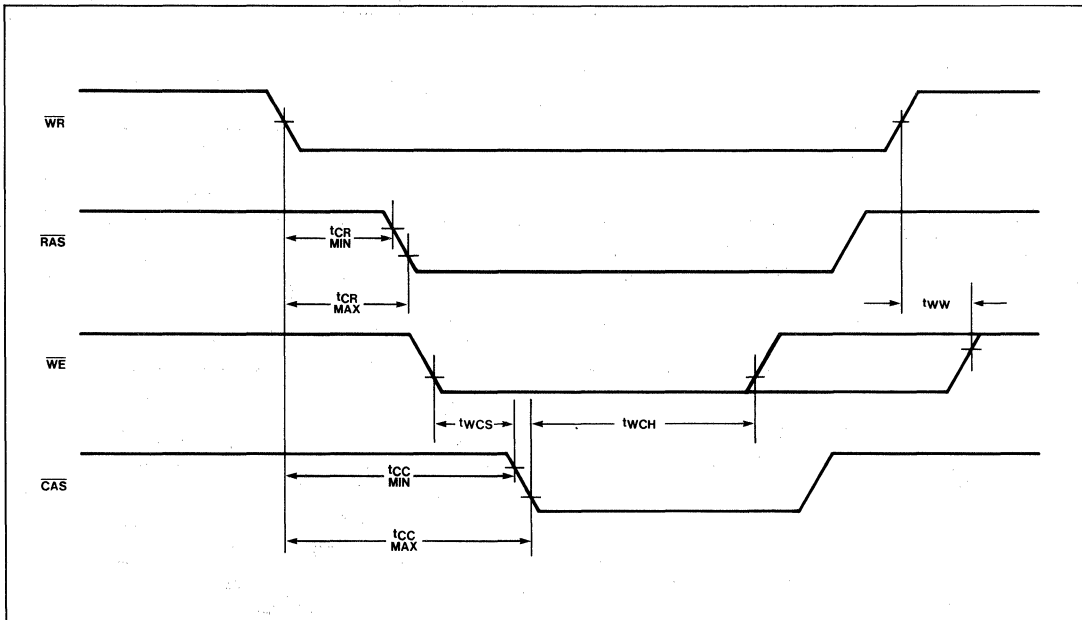 WR
RAS
tCR
MIN
tCR
MAX
tWW
WE
tWCS
tWCH
CAS
tCC
MIN
tCC
MAX